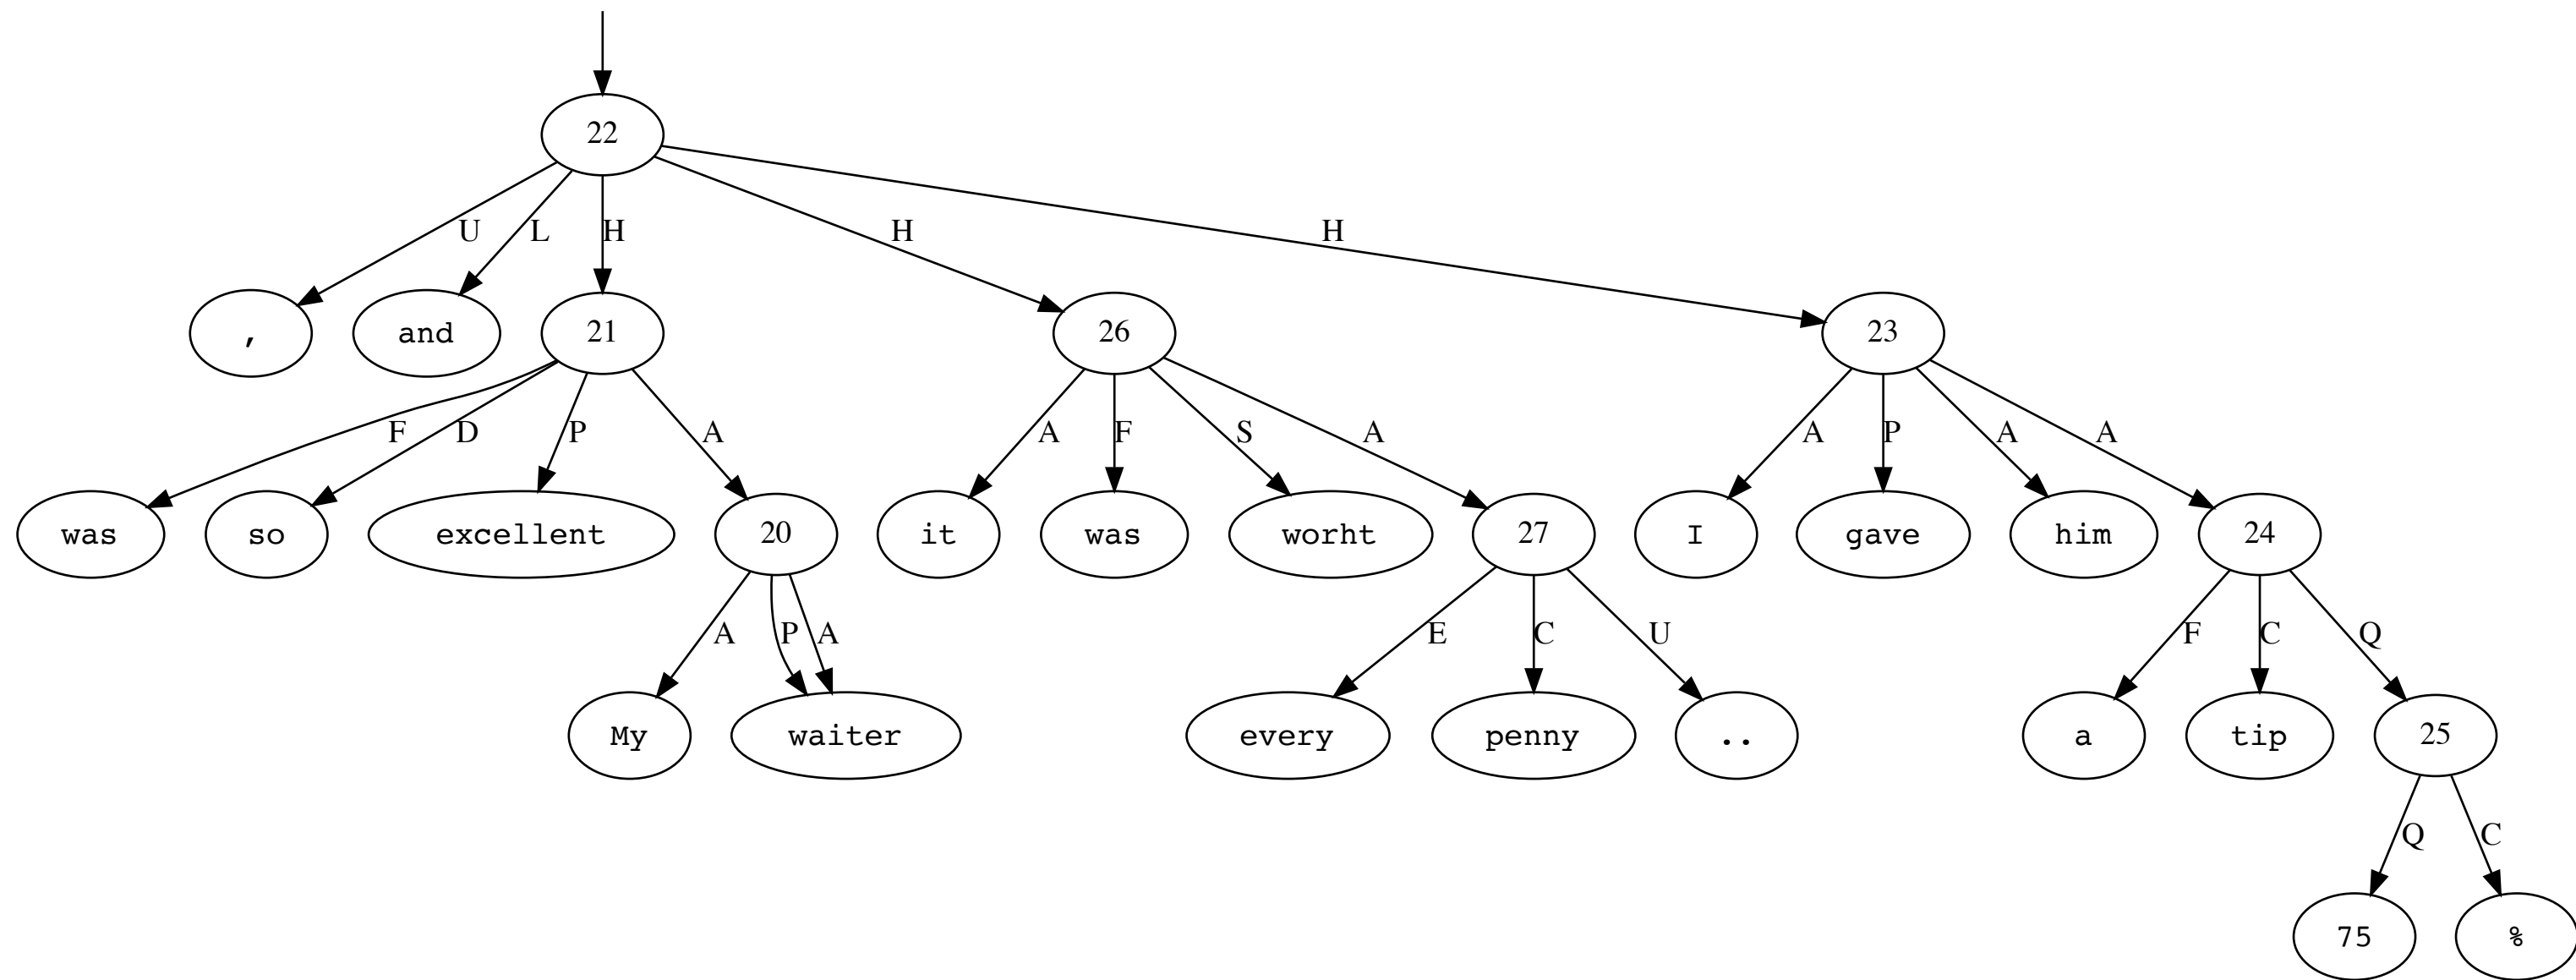 22
U L H H H
, and 21 26 23
F D P A A F S A A P A A
was so excellent 20 it was worht 27 I gave him 24
A P A E C U F C Q
My waiter every penny .. a tip 25
Q C
75 %